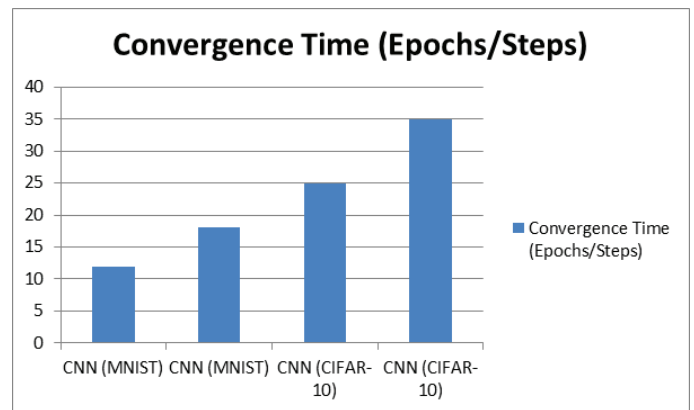 Convergence Time (Epochs/Steps)
40
35
30
25
20
15
10
5
0
CNN (MNIST) CNN (MNIST) CNN (CIFAR- CNN (CIFAR-
10) 10)
Convergence Time
(Epochs/Steps)